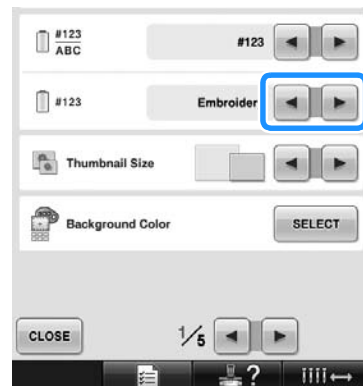 #123
ABC
#123
#123
Embroider
Thumbnail Size
Background Color
SELECT
CLOSE
1/5
?